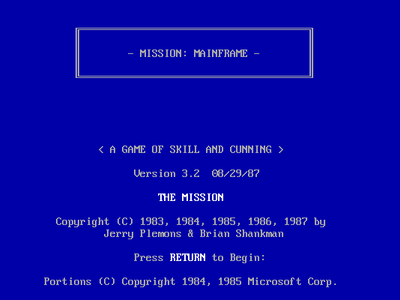 - MISSION: MAINFRAME -
< A GAME OF SKILL AND CUNNING >
Version 3.2 08/29/87
THE MISSION
Copyright (C) 1983, 1984, 1985, 1986, 1987 by
Jerry Plemons & Brian Shankman
Press RETURN to Begin:
Portions (C) Copyright 1984, 1985 Microsoft Corp.